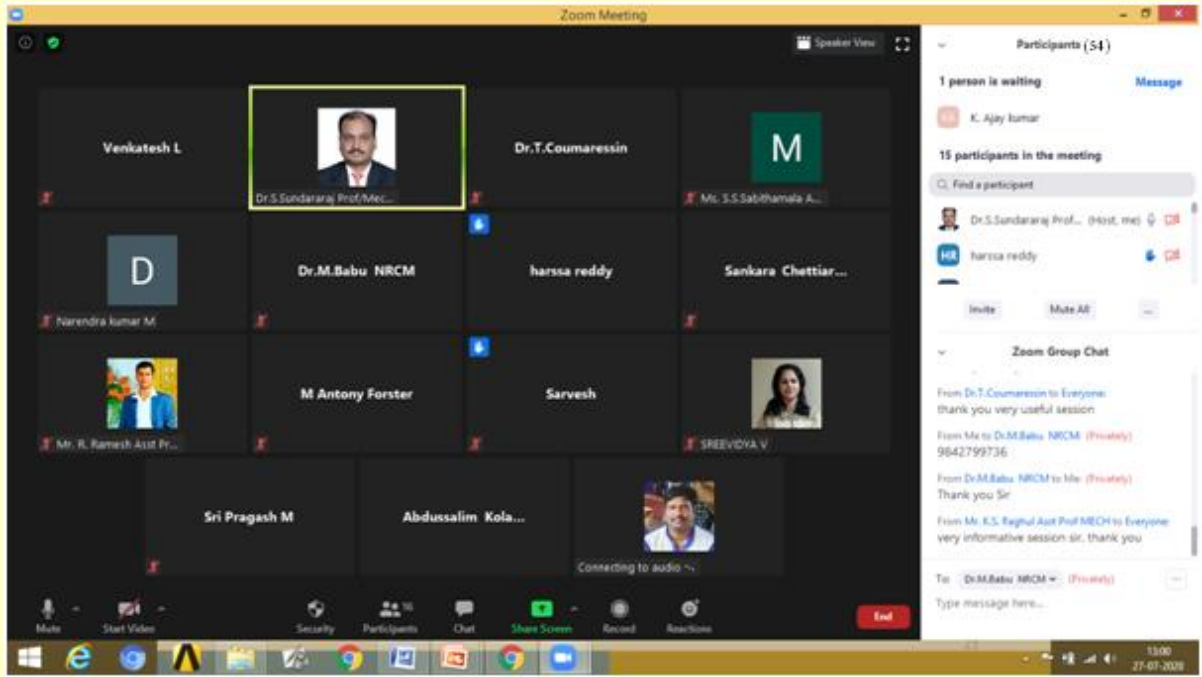 Zoom Meeting
Speaker View
Venkatesh L
Dr.S.Sundararaj Prof/Mec...
Dr.T.Coumaressin
M
Ms. S.S.Sabithamala A...
D
Narendra kumar M
Dr.M.Babu NRCM
harssa reddy
Sankara Chettiar...
Mr. R. Ramesh Asst Pr...
M Antony Forster
Sarvesh
SREEVIDYA V
Sri Pragash M
Abdussalim Kola...
Connecting to audio
Mute
Start Video
Security
Participants
16
Chat
Share Screen
Record
Reactions
End
Participants (54)
1 person is waiting
Message
K. Ajay kumar
15 participants in the meeting
Find a participant
Dr.S.Sundararaj Prof... (Host, me)
HR
harssa reddy
Invite
Mute All
...
Zoom Group Chat
From Dr.T.Coumaressin to Everyone:
thank you very useful session
From Me to Dr.M.Babu NRCM: (Privately)
9842799736
From Dr.M.Babu NRCM to Me: (Privately)
Thank you Sir
From Mr. K.S. Raghul Asst Prof MECH to Everyone:
very informative session sir. thank you
To: Dr.M.Babu NRCM (Privately)
Type message here...
13:00
27-07-2020